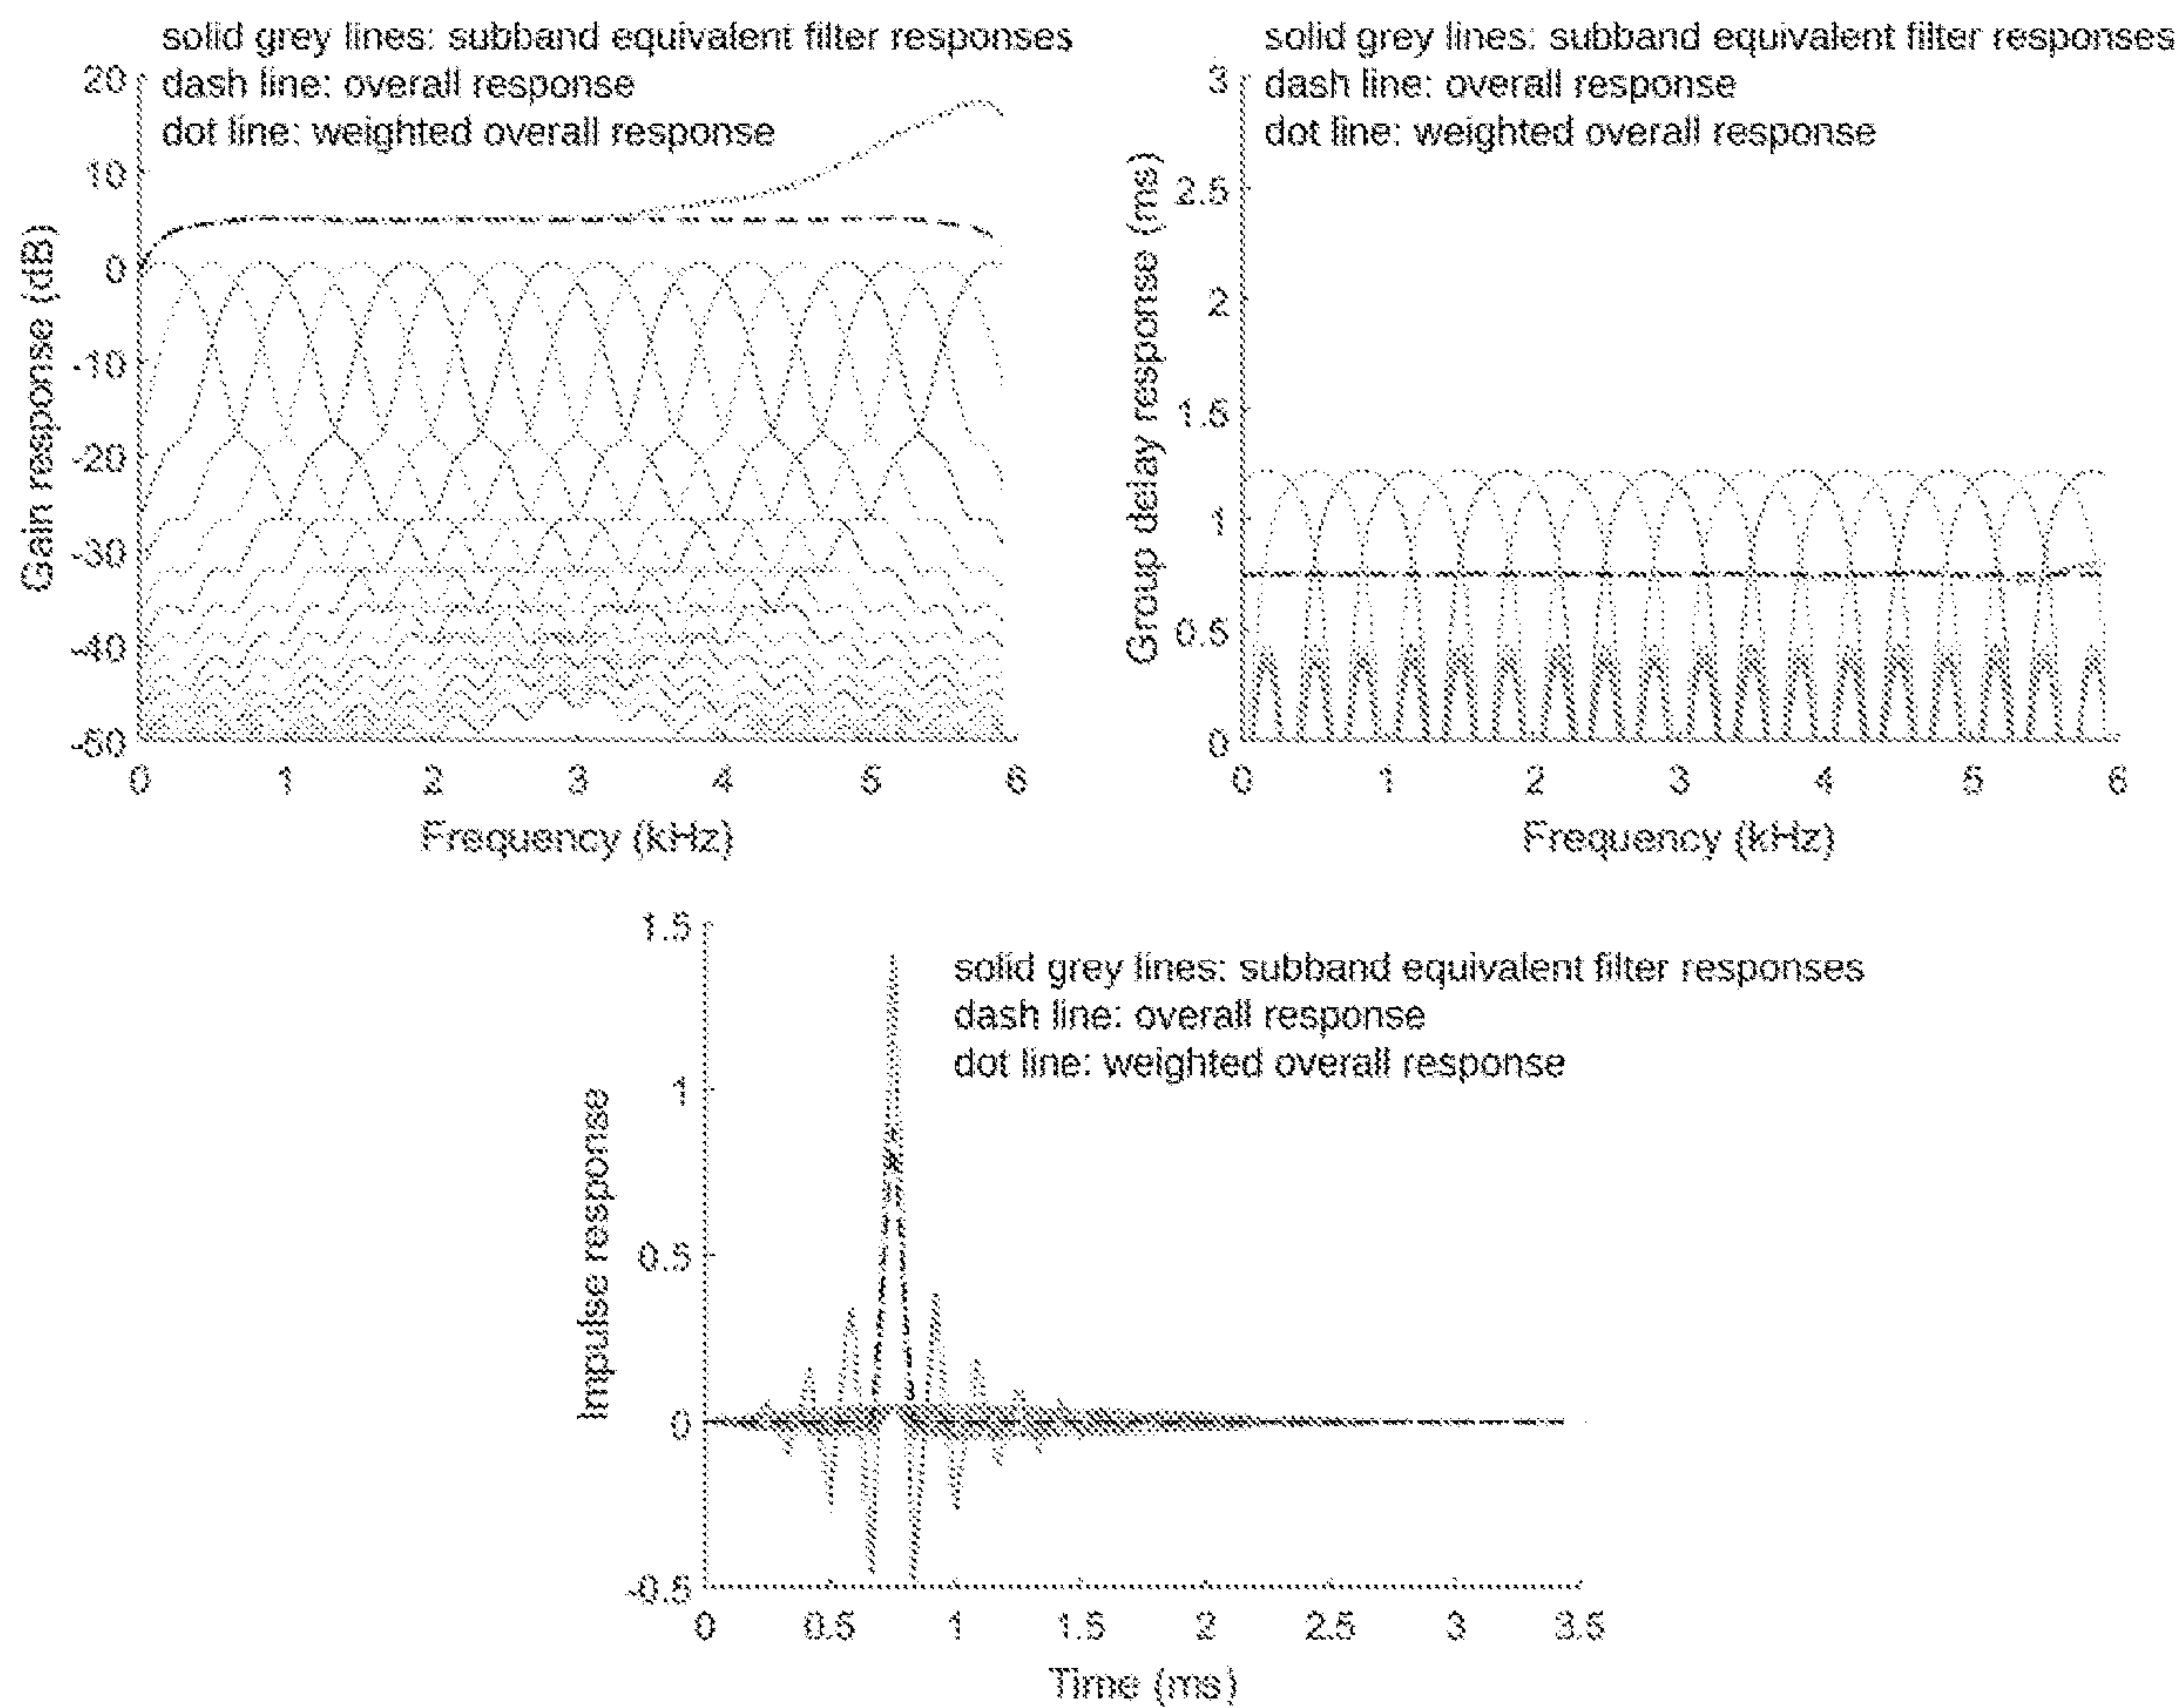 solid grey lines: subband equivalent filter responses
dash line: overall response
dot line: weighted overall response
20
10
0
-10
-20
-30
-40
-50
Gain response (dB)
0 1 2 3 4 5 6
Frequency (kHz)
solid grey lines: subband equivalent filter responses
dash line: overall response
dot line: weighted overall response
3
2.5
2
1.5
1
0.5
0
Group delay response (ms)
0 1 2 3 4 5 6
Frequency (kHz)
solid grey lines: subband equivalent filter responses
dash line: overall response
dot line: weighted overall response
1.5
1
0.5
0
-0.5
Impulse response
0 0.5 1 1.5 2 2.5 3 3.5
Time (ms)